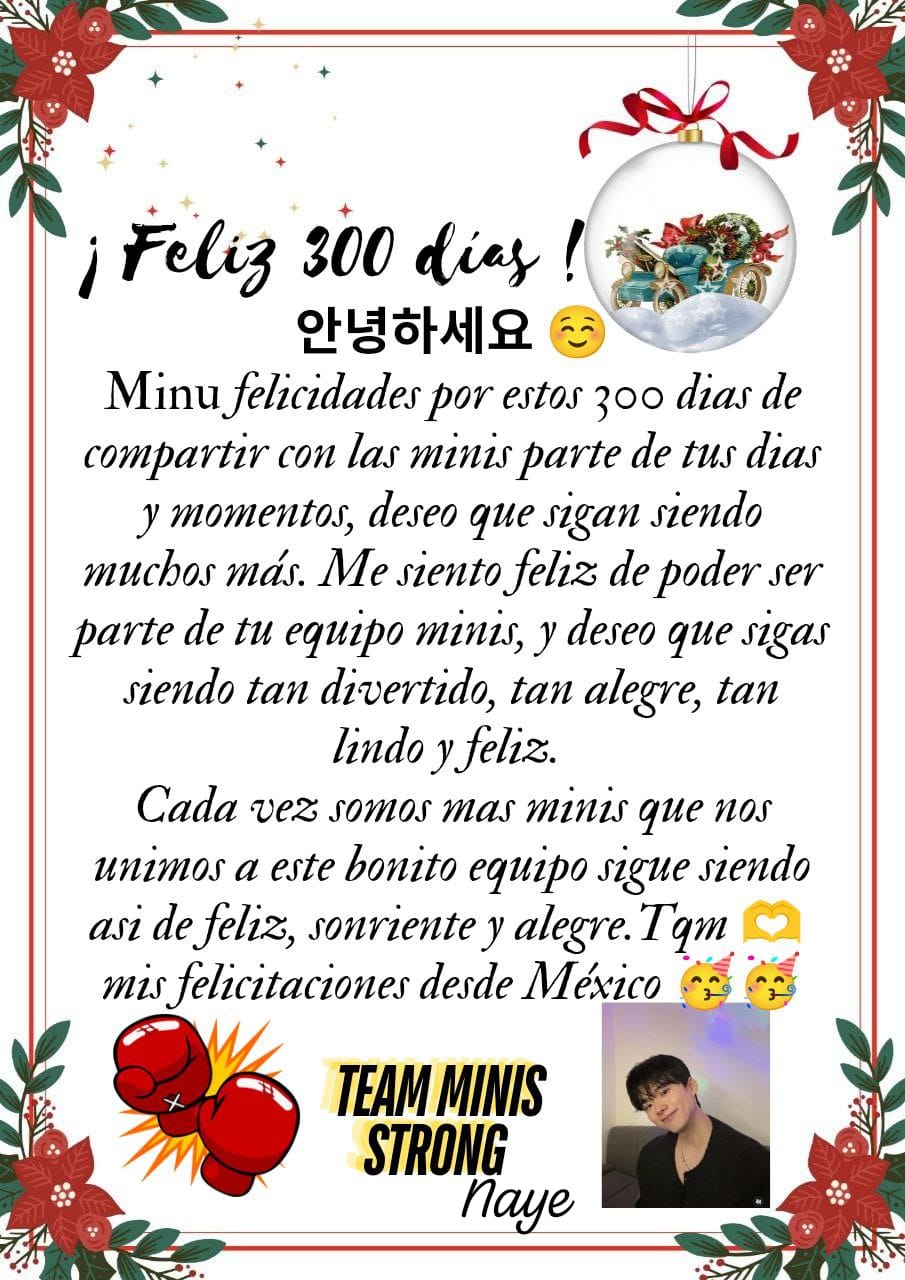 ¡Feliz 300 días!
안녕하세요 ☺️
Minu felicidades por estos 300 dias de
compartir con las minis parte de tus dias
y momentos, deseo que sigan siendo
muchos más. Me siento feliz de poder ser
parte de tu equipo minis, y deseo que sigas
siendo tan divertido, tan alegre, tan
lindo y feliz.
Cada vez somos mas minis que nos
unimos a este bonito equipo sigue siendo
asi de feliz, sonriente y alegre.Tqm 🫶
mis felicitaciones desde México 🥳🥳
TEAM MINIS
STRONG
Naye